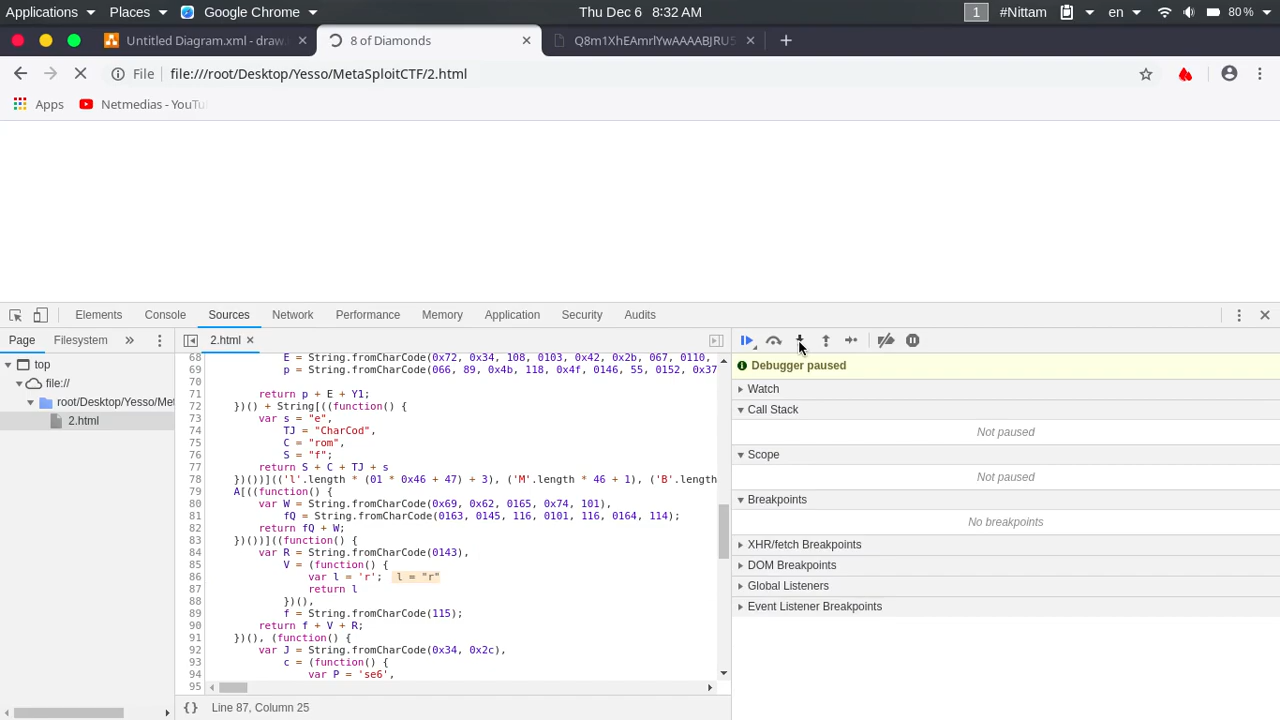 Applications Places Google Chrome Thu Dec 6 8:32 AM 1 #Nittam en 80 %
Untitled Diagram.xml - draw. 8 of Diamonds Q8m1XhEAmrlYwAAAABJRU5
File file:///root/Desktop/Yesso/MetaSploitCTF/2.html
Apps Netmedias - YouTu
Elements Console Sources Network Performance Memory Application Security Audits
Page Filesystem » 2.html
Debugger paused
top
file://
root/Desktop/Yesso/Met
2.html
68 E = String.fromCharCode(0x72, 0x34, 108, 0103, 0x42, 0x2b, 067, 0110,
69 p = String.fromCharCode(066, 89, 0x4b, 118, 0x4f, 0146, 55, 0152, 0x37
70
71 return p + E + Y1;
72 })() + String[((function() {
73 var s = "e",
74 TJ = "CharCod",
75 C = "rom",
76 S = "f";
77 return S + C + TJ + s
78 })())](('l'.length * (01 * 0x46 + 47) + 3), ('M'.length * 46 + 1), ('B'.length
79 A[((function() {
80 var W = String.fromCharCode(0x69, 0x62, 0165, 0x74, 101),
81 fQ = String.fromCharCode(0163, 0145, 116, 0101, 116, 0164, 114);
82 return fQ + W;
83 })())]((function() {
84 var R = String.fromCharCode(0143),
85 V = (function() {
86 var l = 'r'; l = "r"
87 return l
88 })(),
89 f = String.fromCharCode(115);
90 return f + V + R;
91 })(), (function() {
92 var J = String.fromCharCode(0x34, 0x2c),
93 c = (function() {
94 var P = 'se6',
95
{ } Line 87, Column 25
Watch
Call Stack
Not paused
Scope
Not paused
Breakpoints
No breakpoints
XHR/fetch Breakpoints
DOM Breakpoints
Global Listeners
Event Listener Breakpoints